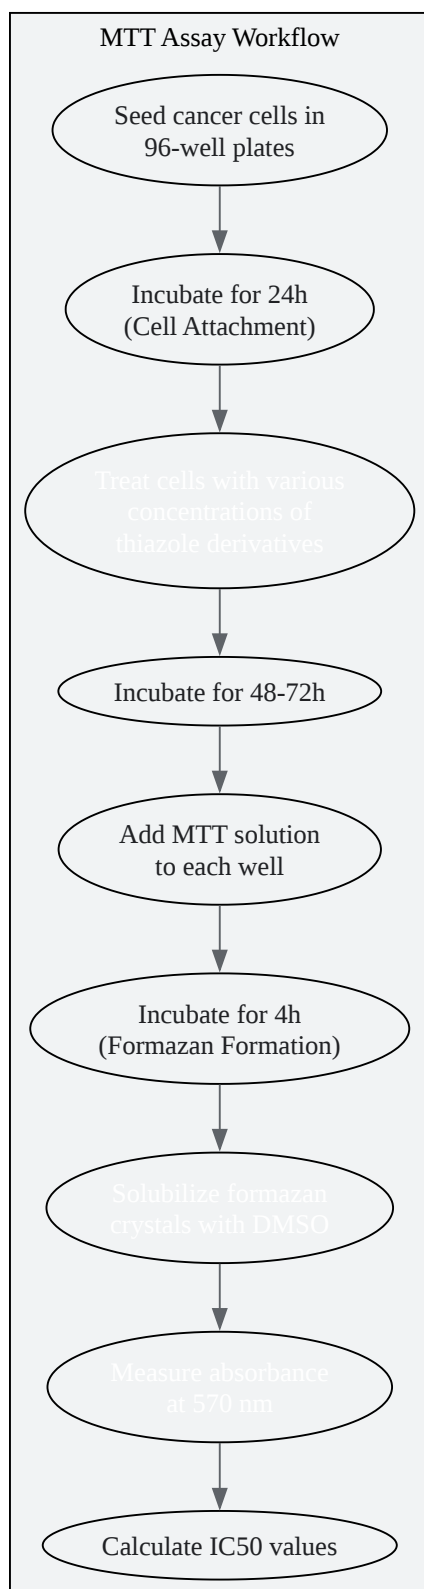 MTT Assay Workflow
Seed cancer cells in
96-well plates
Incubate for 24h
(Cell Attachment)
Treat cells with various
concentrations of
thiazole derivatives
Incubate for 48-72h
Add MTT solution
to each well
Incubate for 4h
(Formazan Formation)
Solubilize formazan
crystals with DMSO
Measure absorbance
at 570 nm
Calculate IC50 values